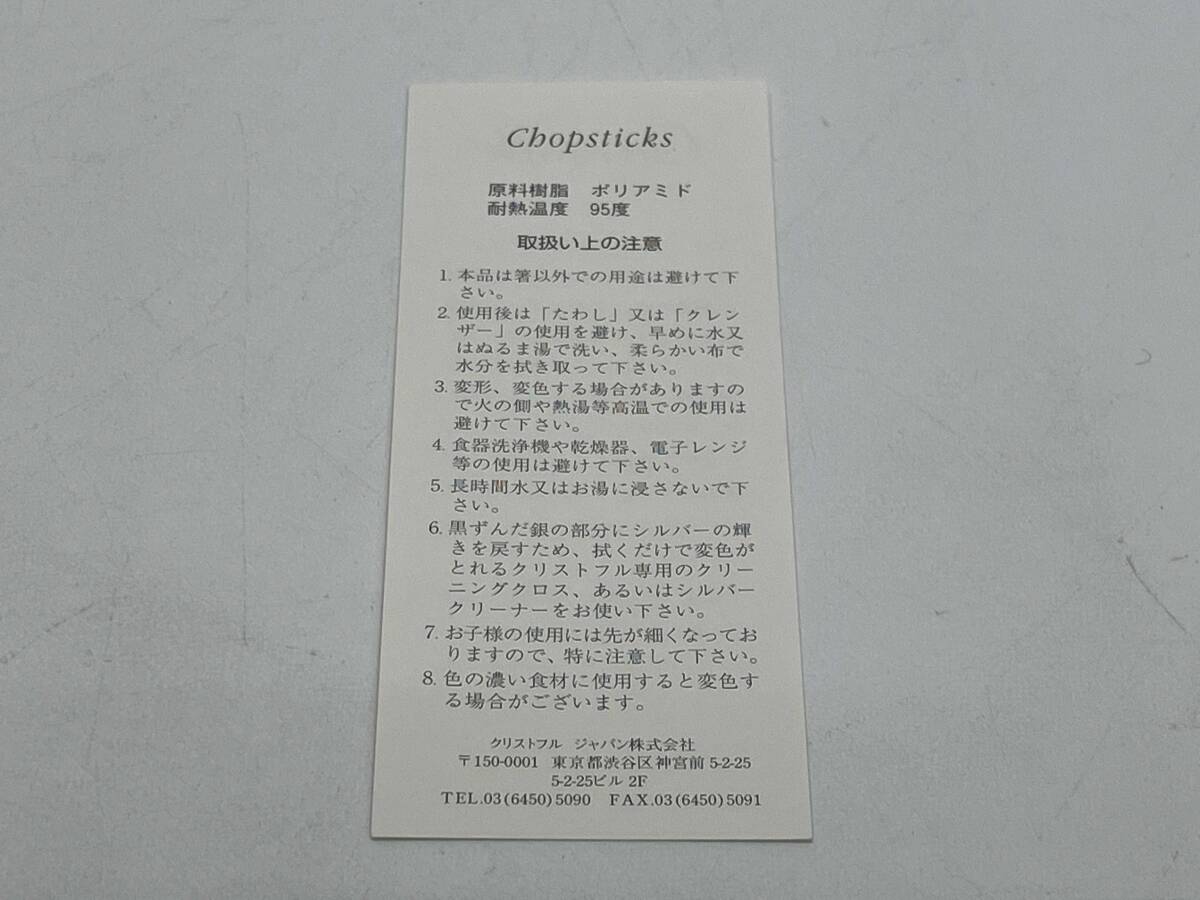 Chopsticks
原料樹脂　ポリアミド
耐熱温度　95度
取扱い上の注意
1. 本品は箸以外での用途は避けて下
さい。
2. 使用後は「たわし」又は「クレン
ザー」の使用を避け、早めに水又
はぬるま湯で洗い、柔らかい布で
水分を拭き取って下さい。
3. 変形、変色する場合がありますの
で火の側や熱湯等高温での使用は
避けて下さい。
4. 食器洗浄機や乾燥器、電子レンジ
等の使用は避けて下さい。
5. 長時間水又はお湯に浸さないで下
さい。
6. 黒ずんだ銀の部分にシルバーの輝
きを戻すため、拭くだけで変色が
とれるクリストフル専用のクリー
ニングクロス、あるいはシルバー
クリーナーをお使い下さい。
7. お子様の使用には先が細くなってお
りますので、特に注意して下さい。
8. 色の濃い食材に使用すると変色す
る場合がございます。
クリストフル　ジャパン株式会社
〒150-0001　東京都渋谷区神宮前 5-2-25
5-2-25ビル 2F
TEL.03(6450)5090　FAX.03(6450)5091